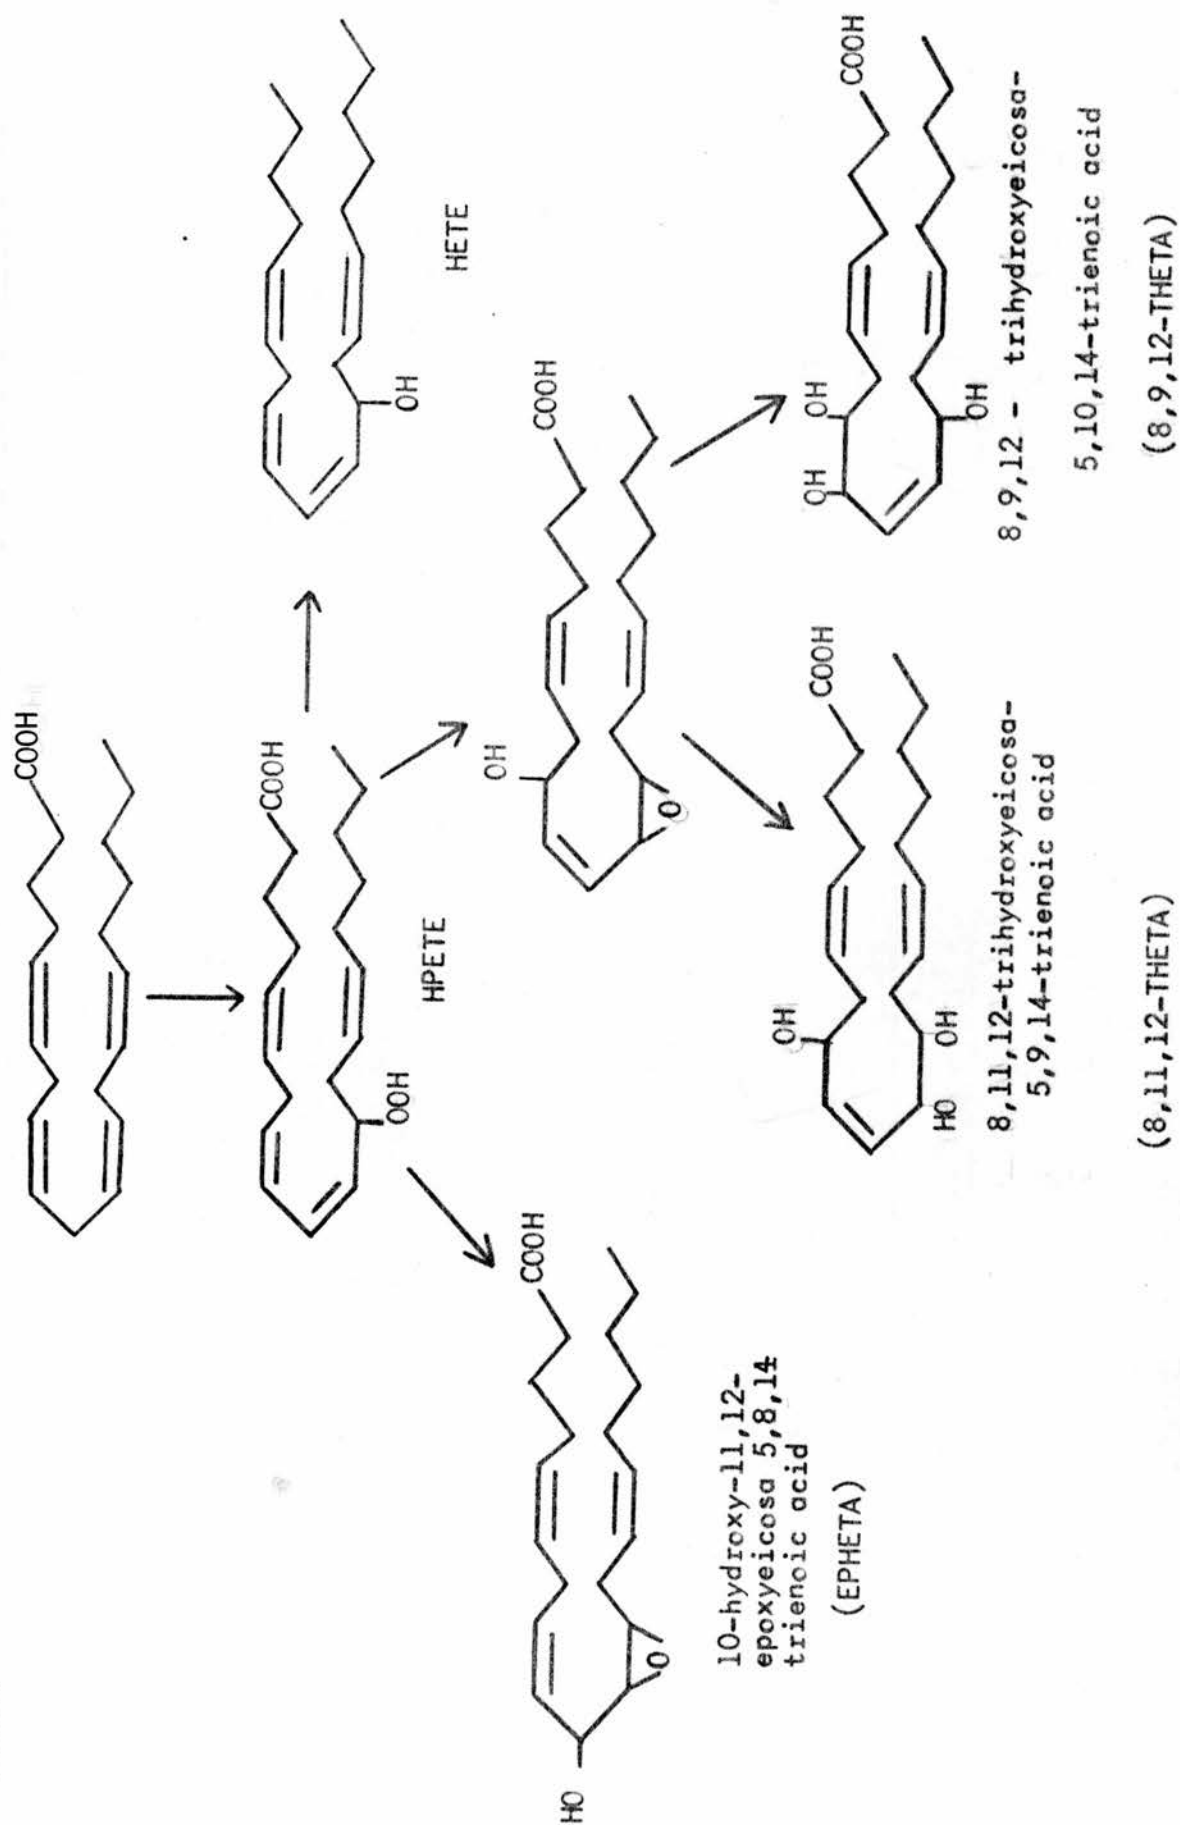 COOH
COOH
OOH
HPETE
OH
HETE
HO
O
COOH
10-hydroxy-11,12-
epoxyeicosa 5,8,14
trienoic acid
(EPHETA)
OH
O
COOH
OH
HO
OH
COOH
8,11,12-trihydroxyeicosa-
5,9,14-trienoic acid
(8,11,12-THETA)
OH
OH
OH
COOH
8,9,12 - trihydroxyeicosa-
5,10,14-trienoic acid
(8,9,12-THETA)